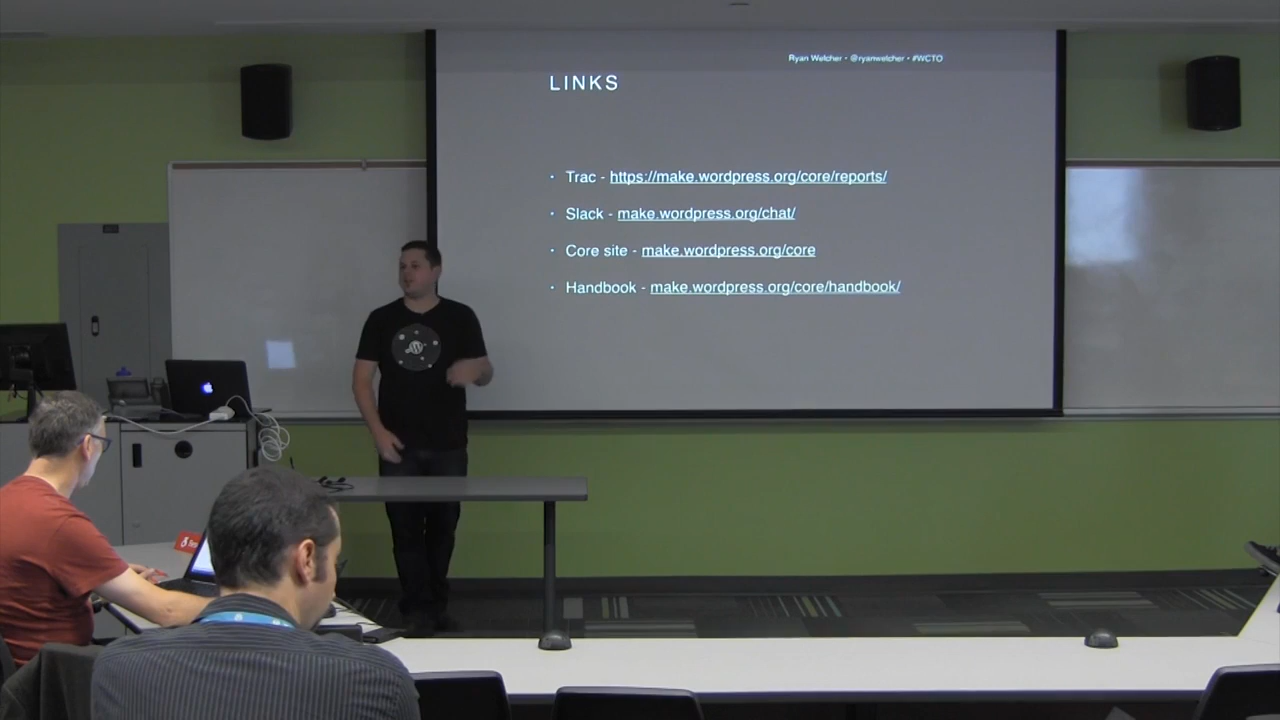 Ryan Welcher • @ryanwelcher • #WCTO
LINKS
• Trac - https://make.wordpress.org/core/reports/
• Slack - make.wordpress.org/chat/
• Core site - make.wordpress.org/core
• Handbook - make.wordpress.org/core/handbook/